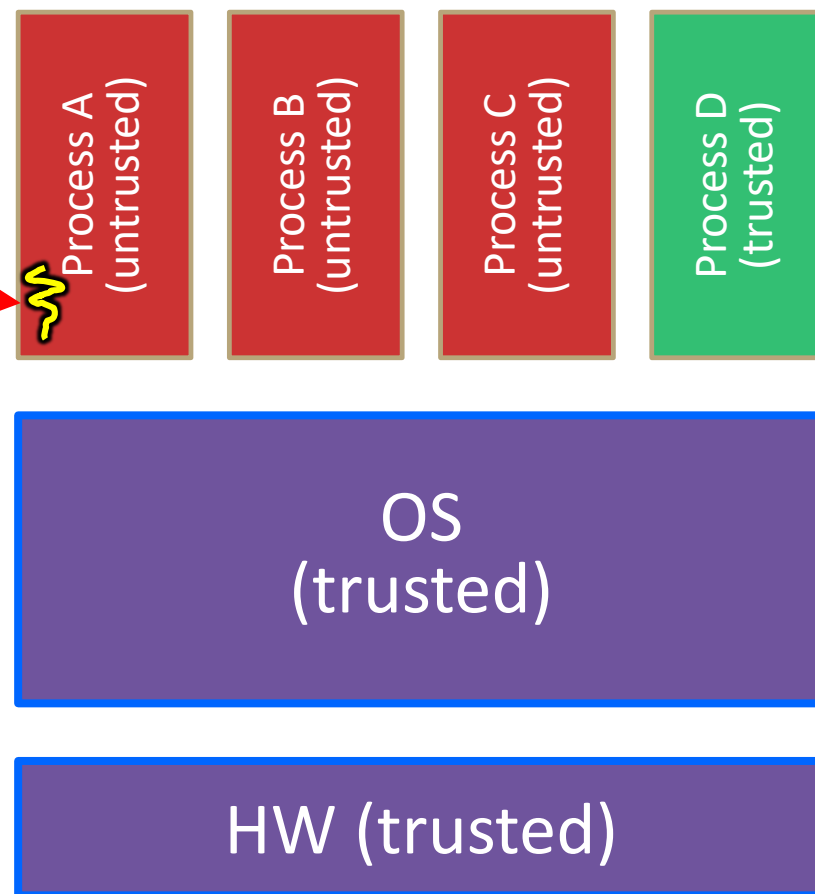 Process A
(untrusted)
Process B
(untrusted)
Process C
(untrusted)
Process D
(trusted)
OS
(trusted)
HW (trusted)